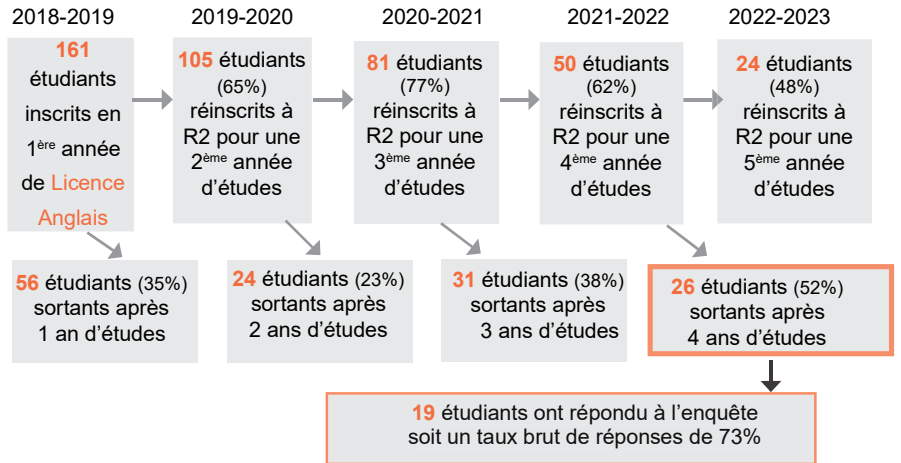 2018-2019
2019-2020
2020-2021
2021-2022
2022-2023
161
étudiants
inscrits en
1ère année
de Licence
Anglais
105 étudiants
(65%)
réinscrits à
R2 pour une
2ème année
d’études
81 étudiants
(77%)
réinscrits à
R2 pour une
3ème année
d’études
50 étudiants
(62%)
réinscrits à
R2 pour une
4ème année
d’études
24 étudiants
(48%)
réinscrits à
R2 pour une
5ème année
d’études
56 étudiants (35%)
sortants après
1 an d’études
24 étudiants (23%)
sortants après
2 ans d’études
31 étudiants (38%)
sortants après
3 ans d’études
26 étudiants (52%)
sortants après
4 ans d’études
19 étudiants ont répondu à l’enquête
soit un taux brut de réponses de 73%